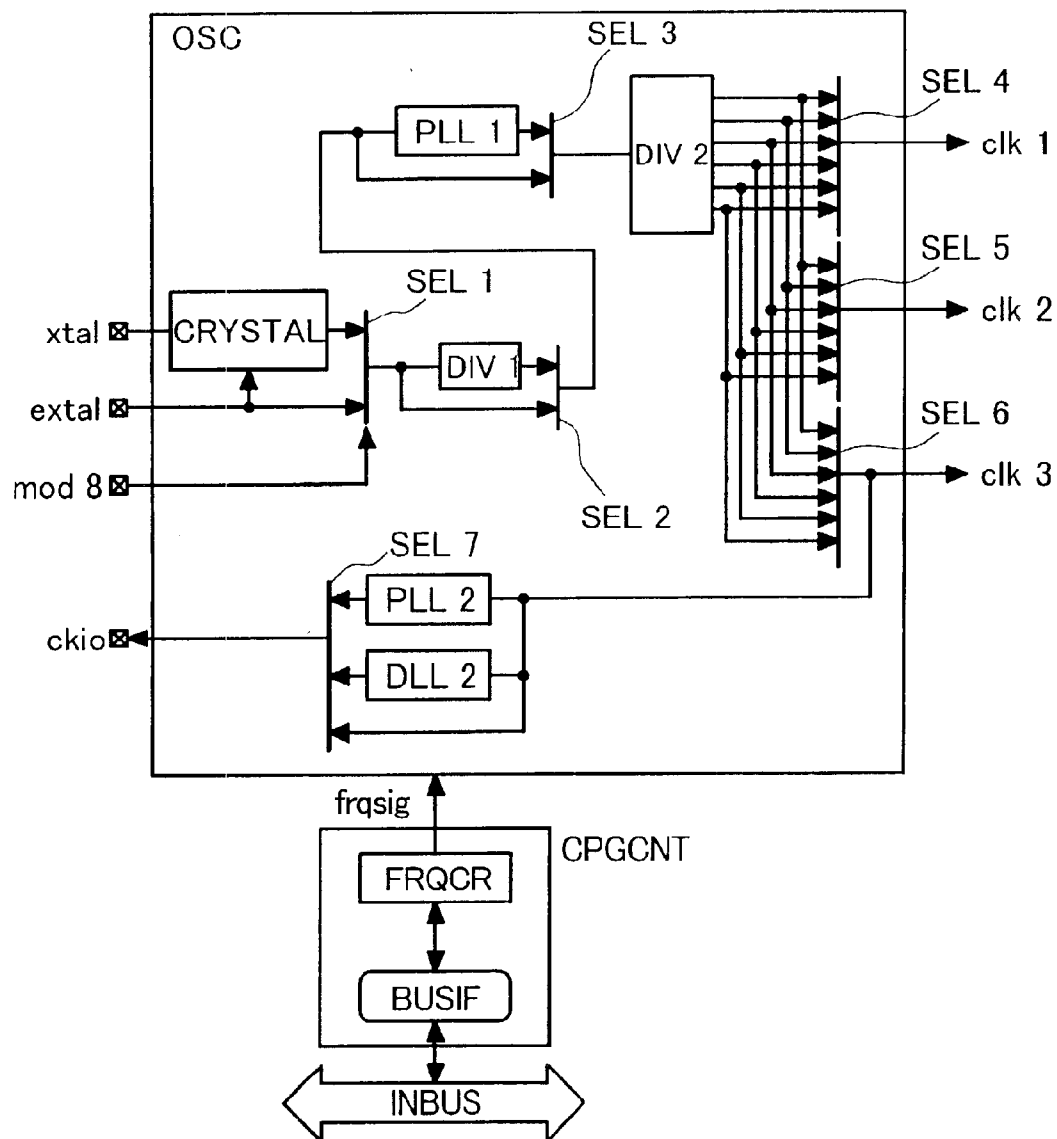 OSC
SEL 3
SEL 4
PLL 1
DIV 2
clk 1
SEL 5
SEL 1
xtal
CRYSTAL
clk 2
DIV 1
extal
SEL 6
mod 8
clk 3
SEL 2
SEL 7
PLL 2
ckio
DLL 2
frqsig
CPGCNT
FRQCR
BUSIF
INBUS